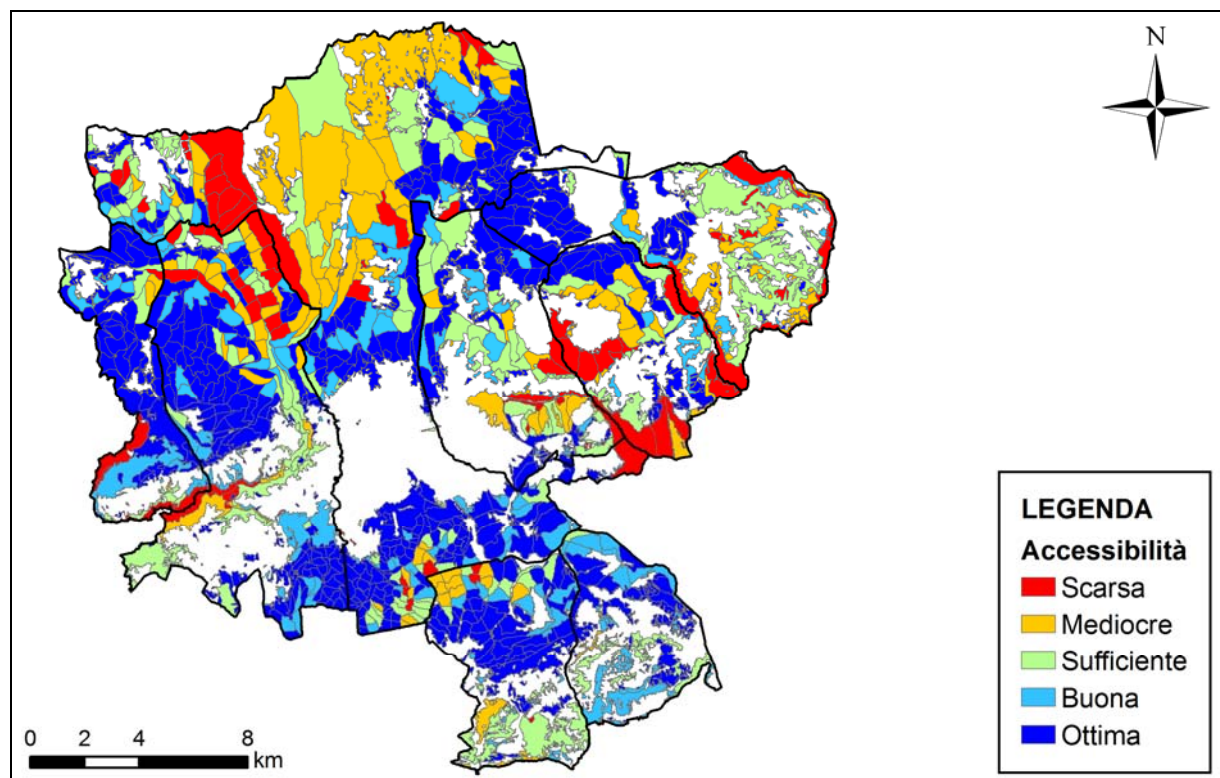 N
LEGENDA
Accessibilità
Scarsa
Mediocre
Sufficiente
Buona
Ottima
0 2 4 8
km